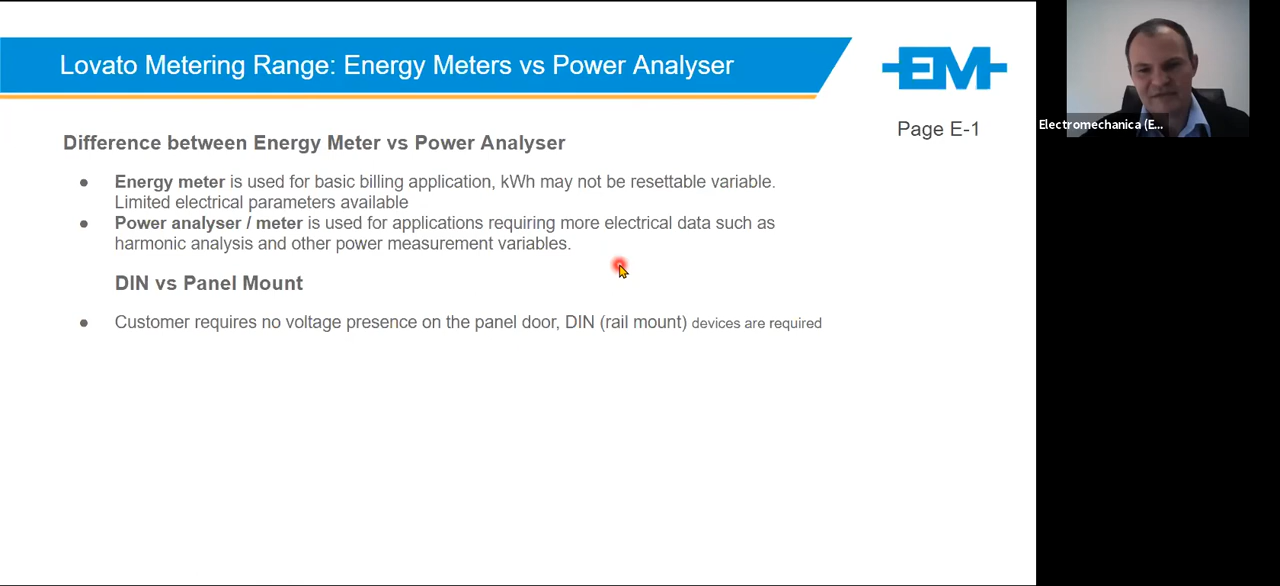 Lovato Metering Range: Energy Meters vs Power Analyser
EM
Page E-1
Electromechanica (E...
Difference between Energy Meter vs Power Analyser
● Energy meter is used for basic billing application, kWh may not be resettable variable.
Limited electrical parameters available
● Power analyser / meter is used for applications requiring more electrical data such as
harmonic analysis and other power measurement variables.
DIN vs Panel Mount
● Customer requires no voltage presence on the panel door, DIN (rail mount) devices are required